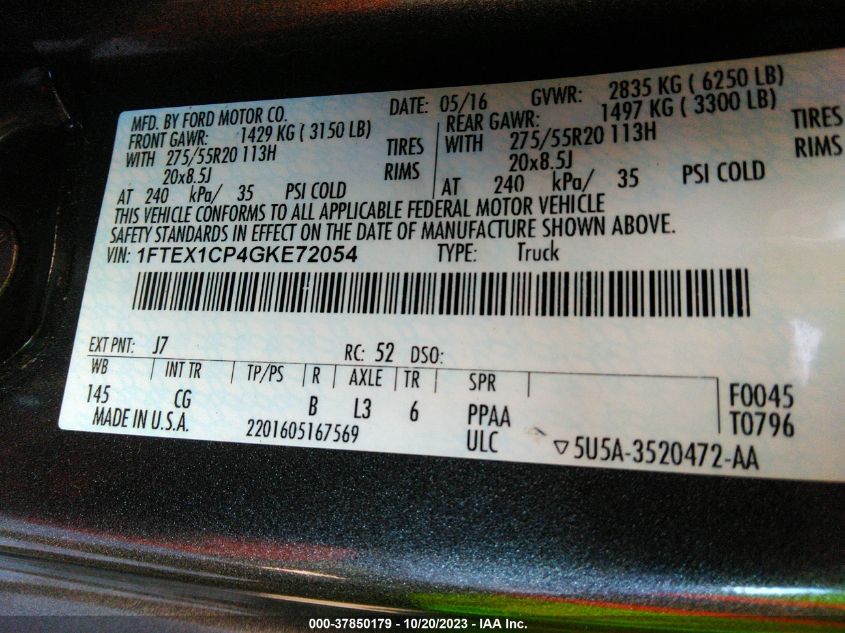 MFD. BY FORD MOTOR CO. DATE: 05/16 GVWR: 2835 KG ( 6250 LB)
FRONT GAWR: 1429 KG ( 3150 LB) REAR GAWR: 1497 KG ( 3300 LB)
WITH 275/55R20 113H TIRES WITH 275/55R20 113H TIRES
20x8.5J RIMS 20x8.5J RIMS
AT 240 kPa/ 35 PSI COLD AT 240 kPa/ 35 PSI COLD
THIS VEHICLE CONFORMS TO ALL APPLICABLE FEDERAL MOTOR VEHICLE
SAFETY STANDARDS IN EFFECT ON THE DATE OF MANUFACTURE SHOWN ABOVE.
VIN: 1FTEX1CP4GKE72054 TYPE: Truck
EXT PNT: J7 RC: 52 DSO:
WB INT TR TP/PS R AXLE TR SPR
145 CG B L3 6 PPAA F0045
MADE IN U.S.A. 2201605167569 ULC T0796
▽5U5A-3520472-AA
000-37850179 - 10/20/2023 - IAA Inc.